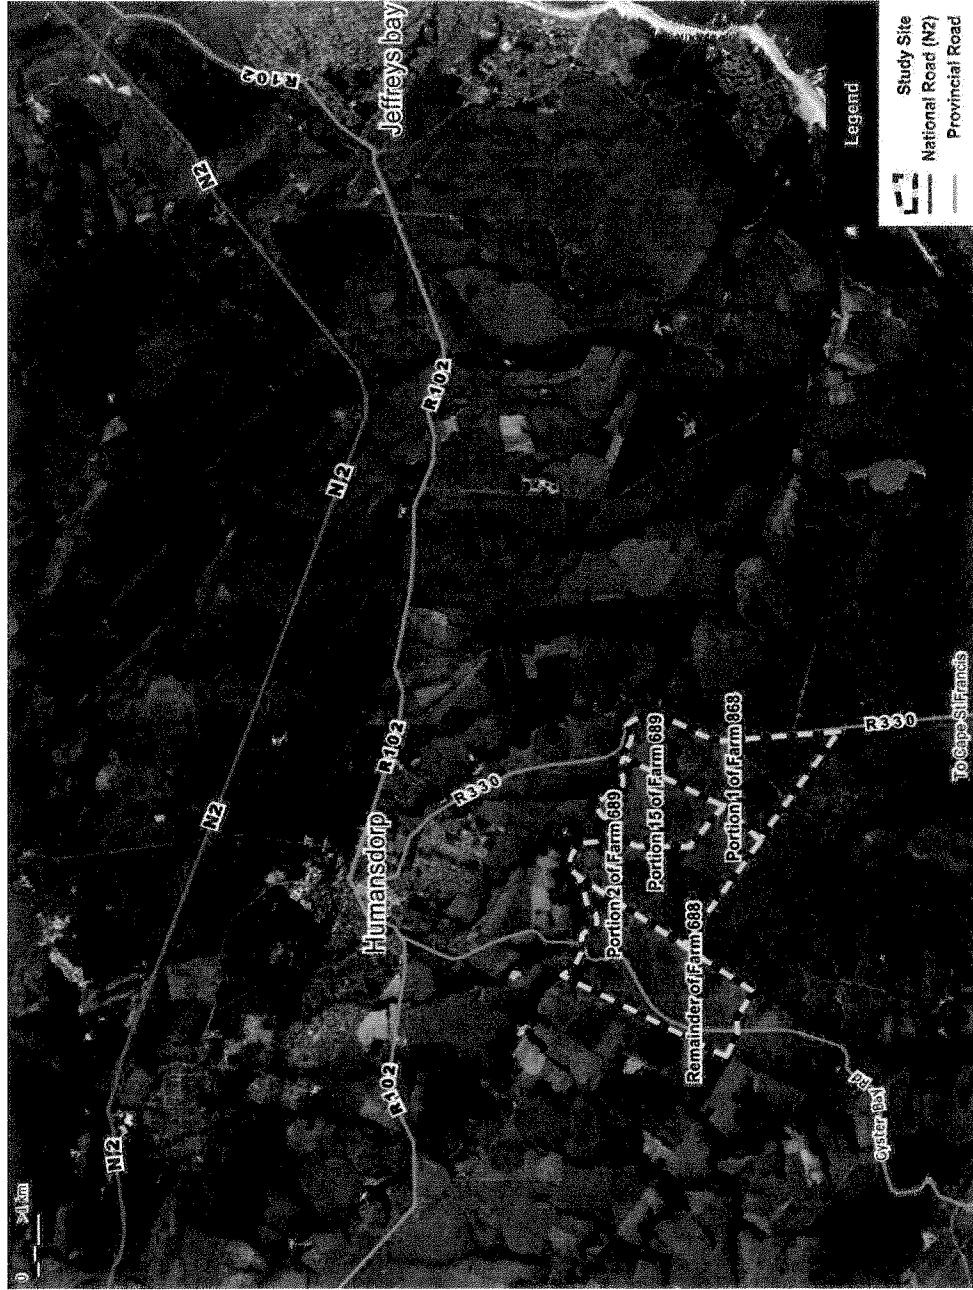 0 km
N2
N2
N2
R102
N2
Humansdorp
R102
R102
Jeffreys bay
R102
R330
Portion 2 of Farm 689
Portion 15 of Farm 689
Remainder of Farm 688
Portion 1 of Farm 868
Oyster Bay Rd
R330
To Cape St Francis
Legend
Study Site
National Road (N2)
Provincial Road